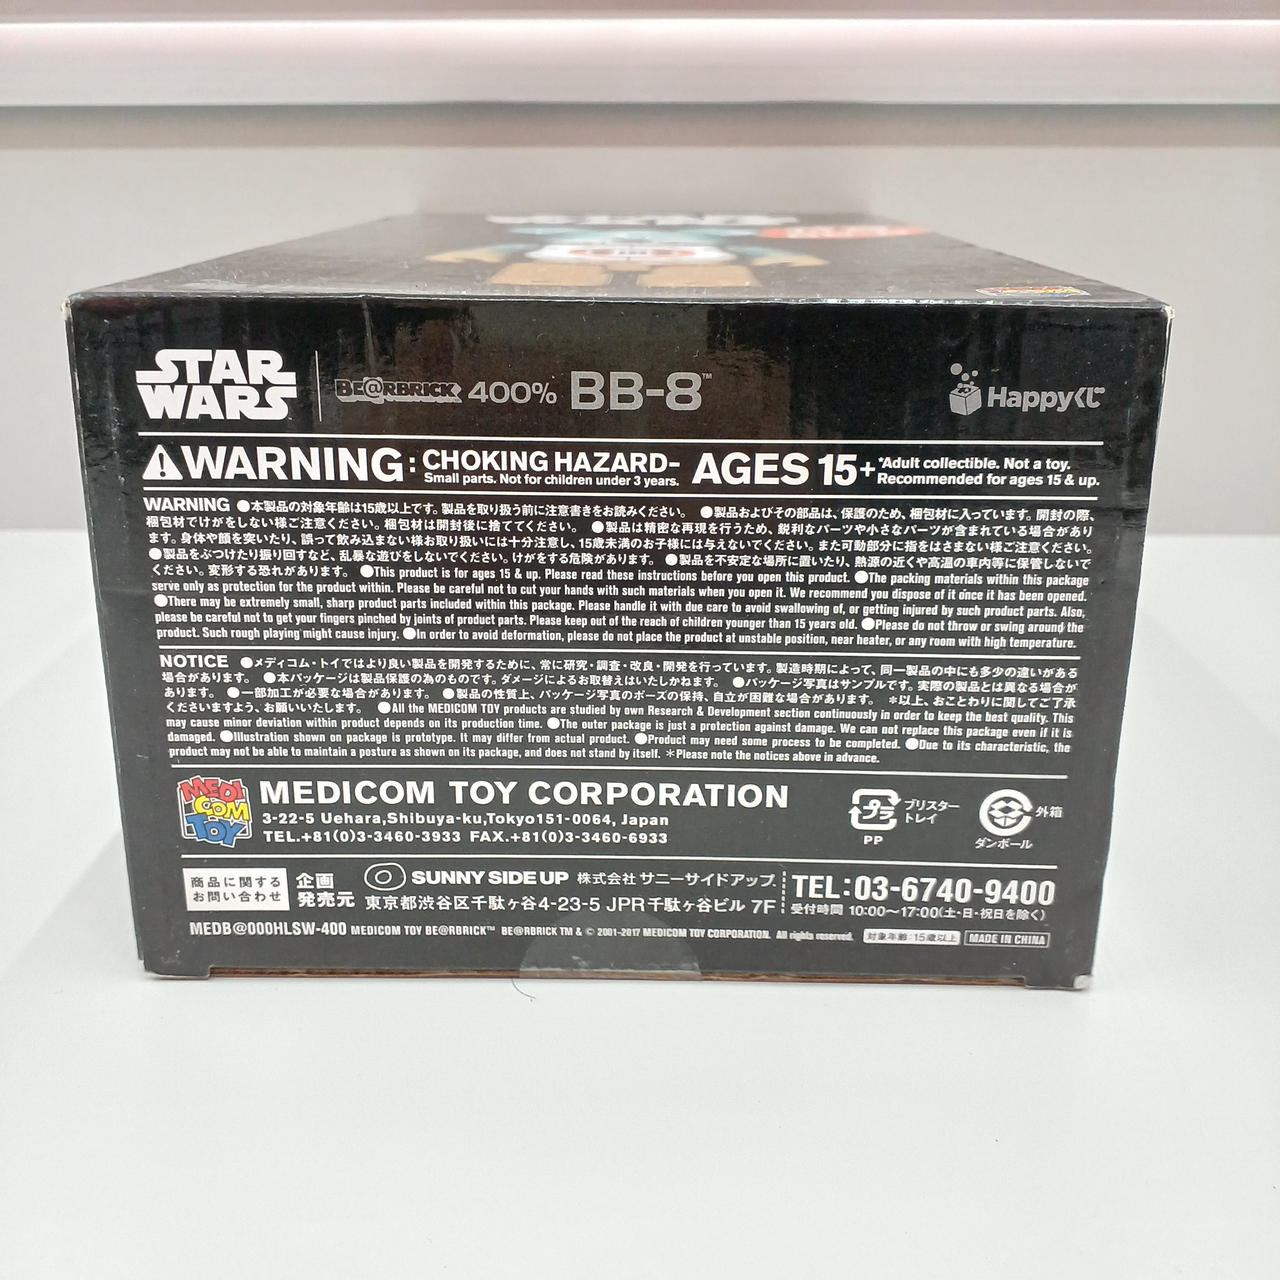 STAR WARS
STAR
WARS
BE@RBRICK 400% BB-8™
Happyくじ
WARNING: CHOKING HAZARD-
Small parts. Not for children under 3 years.
AGES 15+
*Adult collectible. Not a toy.
Recommended for ages 15 & up.
WARNING ●本製品の対象年齢は15歳以上です。製品を取り扱う前に注意書きをお読みください。 ●製品およびその部品は、保護のため、梱包材に入っています。開封の際、
梱包材でけがをしない様ご注意ください。梱包材は開封後に捨ててください。 ●製品は精密な再現を行うため、鋭利なパーツや小さなパーツが含まれている場合があり
ます。身体や顔を突いたり、誤って飲み込まない様お取り扱いには十分注意し、15歳未満のお子様には与えないでください。また可動部分に指をはさまない様ご注意ください。
●製品をぶつけたり振り回すなど、乱暴な遊びをしないでください。けがをする危険があります。 ●製品を不安定な場所に置いたり、熱源の近くや高温の車内等に保管しないで
ください。変形する恐れがあります。 ●This product is for ages 15 & up. Please read these instructions before you open this product. ●The packing materials within this package
serve only as protection for the product within. Please be careful not to cut your hands with such materials when you open it. We recommend you dispose of it once it has been opened.
●There may be extremely small, sharp product parts included within this package. Please handle it with due care to avoid swallowing of, or getting injured by such product parts. Also,
please be careful not to get your fingers pinched by joints of product parts. Please keep out of the reach of children younger than 15 years old. ●Please do not throw or swing around the
product. Such rough playing might cause injury. ●In order to avoid deformation, please do not place the product at unstable position, near heater, or any room with high temperature.
NOTICE ●メディコム・トイではより良い製品を開発するために、常に研究・調査・改良・開発を行っています。製造時期によって、同一製品の中にも多少の違いがある
場合があります。 ●本パッケージは製品保護の為のものです。ダメージによるお取替えはいたしかねます。 ●パッケージ写真はサンプルです。実際の製品とは異なる場合が
あります。 ●一部加工が必要な場合があります。 ●製品の性質上、パッケージ写真のポーズの保持、自立が困難な場合があります。 *以上、おことわりに関してご了承
くださいますよう、お願いいたします。 ●All the MEDICOM TOY products are studied by own Research & Development section continuously in order to keep the best quality. This
may cause minor deviation within product depends on its production time. ●The outer package is just a protection against damage. We can not replace this package even if it is
damaged. ●Illustration shown on package is prototype. It may differ from actual product. ●Product may need some process to be completed. ●Due to its characteristic, the
product may not be able to maintain a posture as shown on its package, and does not stand by itself. *Please note the notices above in advance.
MEDI
COM
TOY
MEDICOM TOY CORPORATION
3-22-5 Uehara,Shibuya-ku,Tokyo151-0064, Japan
TEL.+81(0)3-3460-3933 FAX.+81(0)3-3460-6933
プラ
PP
ブリスター
トレイ
ダンボール
外箱
商品に関する
お問い合わせ
企画
発売元
SUNNY SIDE UP 株式会社 サニーサイドアップ.
東京都渋谷区千駄ヶ谷4-23-5 JPR千駄ヶ谷ビル 7F
TEL:03-6740-9400
受付時間 10:00〜17:00(土・日・祝日を除く)
MEDB@000HLSW-400 MEDICOM TOY BE@RBRICK™ BE@RBRICK TM & © 2001-2017 MEDICOM TOY CORPORATION. All rights reserved. 対象年齢:15歳以上 MADE IN CHINA